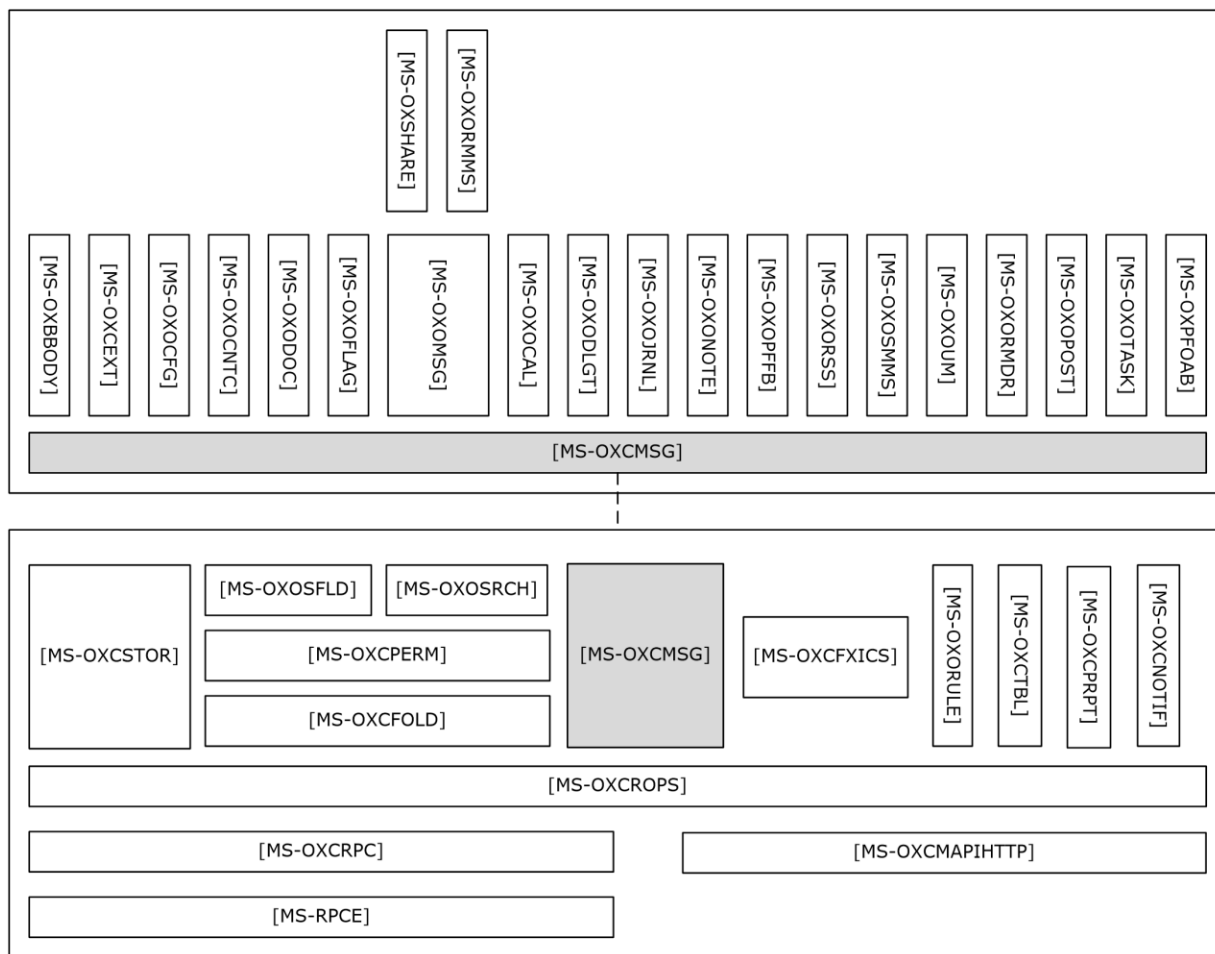 [MS-OXSHARE]
[MS-OXORMMS]
[MS-OXBBODY]
[MS-OXCEXT]
[MS-OXOCFG]
[MS-OXOCNTC]
[MS-OXODOC]
[MS-OXOFLAG]
[MS-OXOMSG]
[MS-OXOCAL]
[MS-OXODLGT]
[MS-OXOJRNL]
[MS-OXONOTE]
[MS-OXOPFFB]
[MS-OXORSS]
[MS-OXOSMMS]
[MS-OXOUM]
[MS-OXORMDR]
[MS-OXOPOST]
[MS-OXOTASK]
[MS-OXPFOAB]
[MS-OXCMSG]
[MS-OXCSTOR]
[MS-OXOSFLD]
[MS-OXOSRCH]
[MS-OXCPERM]
[MS-OXCFOLD]
[MS-OXCMSG]
[MS-OXCFXICS]
[MS-OXORULE]
[MS-OXCTBL]
[MS-OXCPRPT]
[MS-OXCNOTIF]
[MS-OXCROPS]
[MS-OXCRPC]
[MS-OXCMAPIHTTP]
[MS-RPCE]